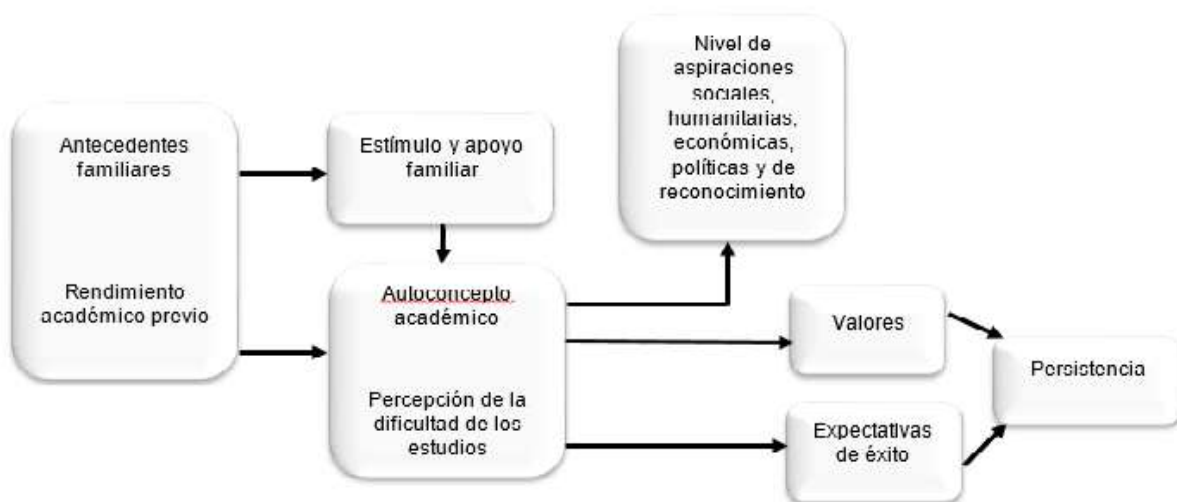 Antecedentes
familiares
Rendimiento
académico previo
Estímulo y apoyo
familiar
Autoconcepto
académico
Percepción de la
dificultad de los
estudios
Nivel de
aspiraciones
sociales,
humanitarias,
económicas,
políticas y de
reconocimiento
Valores
Expectativas
de éxito
Persistencia